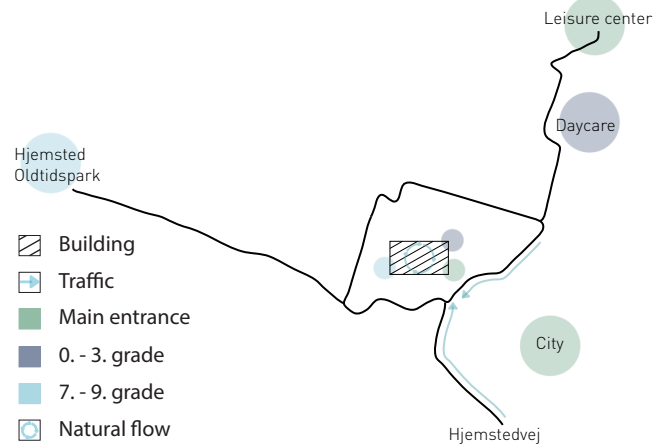 Leisure center
Daycare
Hjemsted
Oldtidspark
Building
Traffic
Main entrance
0. - 3. grade
7. - 9. grade
Natural flow
City
Hjemstedvej